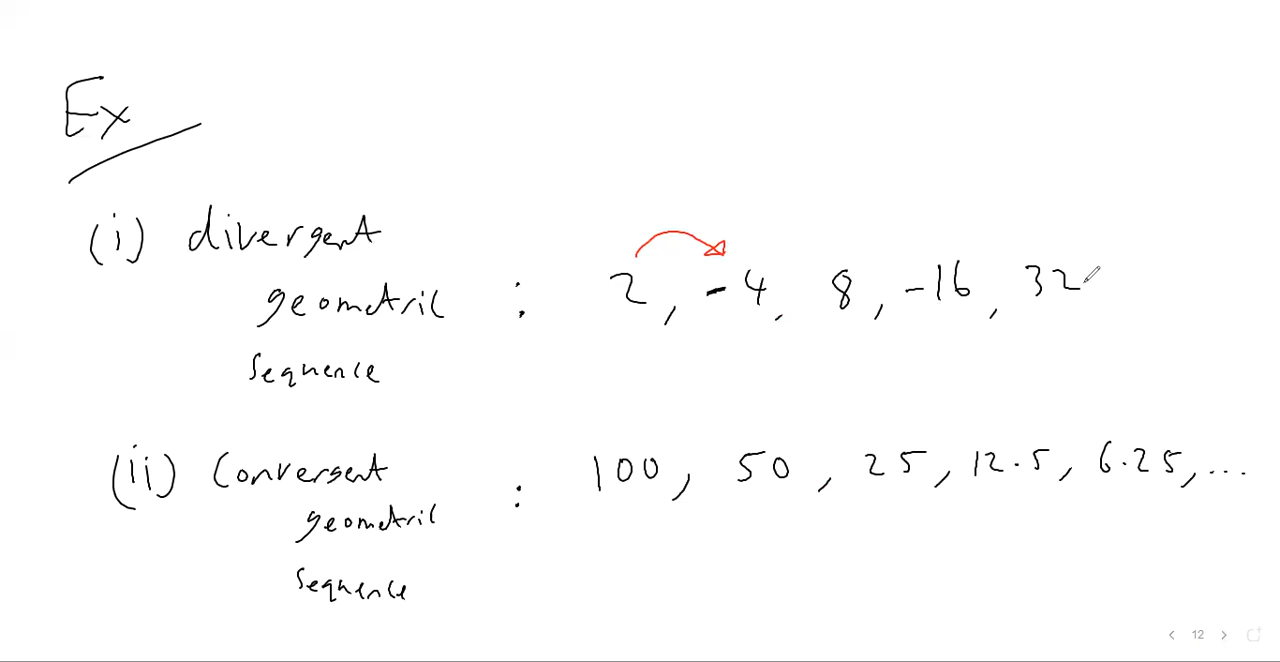 Ex
(i) divergent
geometric : 2, -4, 8, -16, 32
sequence
(ii) Convergent : 100, 50, 25, 12.5, 6.25, ...
geometric
sequence
12